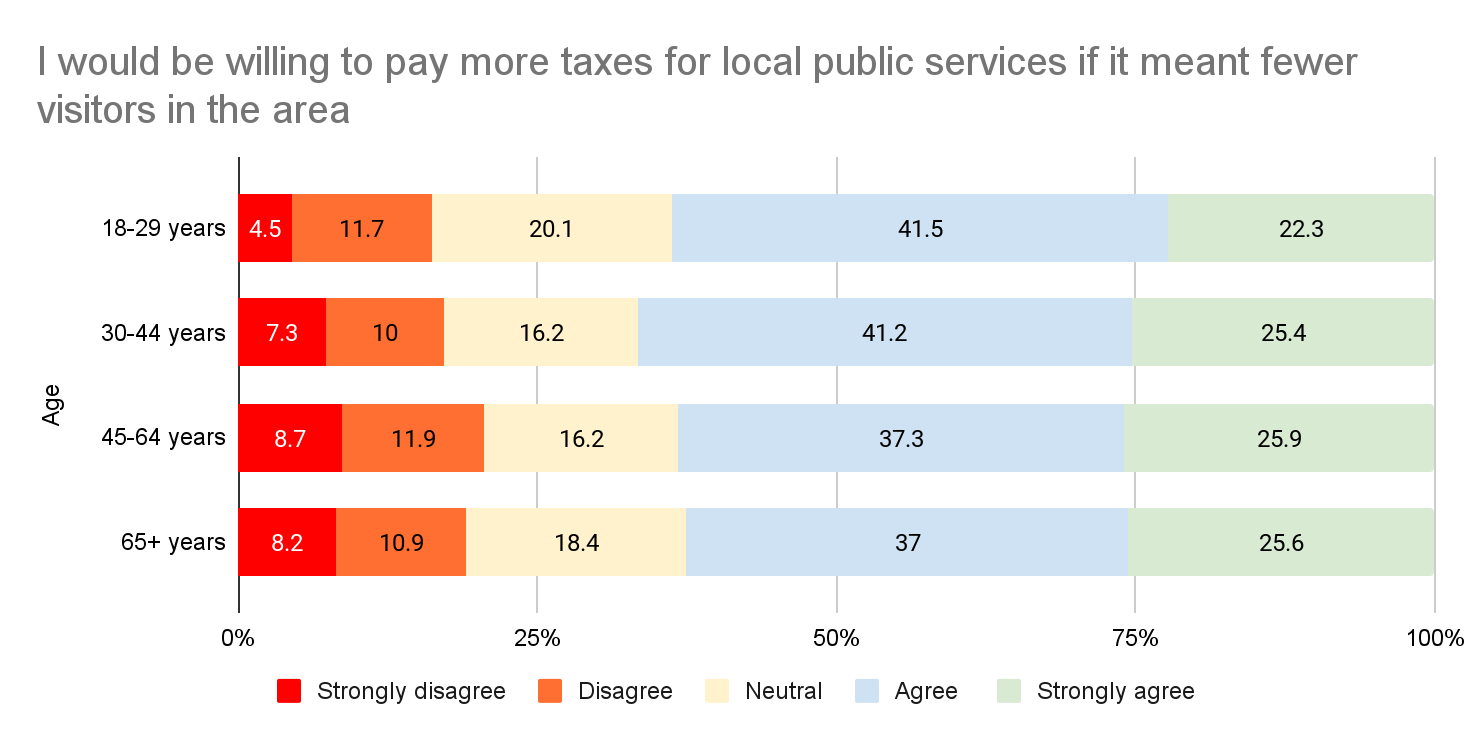 I would be willing to pay more taxes for local public services if it meant fewer
visitors in the area
Age
18-29 years 4.5 11.7 20.1 41.5 22.3
30-44 years 7.3 10 16.2 41.2 25.4
45-64 years 8.7 11.9 16.2 37.3 25.9
65+ years 8.2 10.9 18.4 37 25.6
0% 25% 50% 75% 100%
Strongly disagree Disagree Neutral Agree Strongly agree